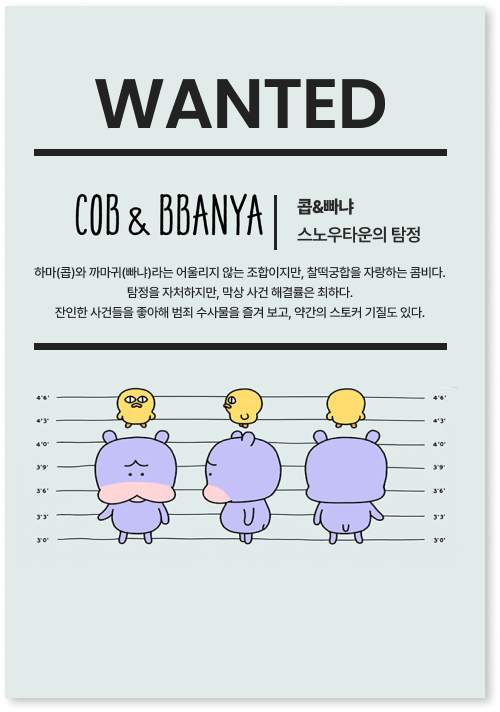 WANTED
COB & BBANYA
콥&빠냐
스노우타운의 탐정
하마(콥)와 까마귀(빠냐)라는 어울리지 않는 조합이지만, 찰떡궁합을 자랑하는 콤비다.
탐정을 자처하지만, 막상 사건 해결률은 최하다.
잔인한 사건들을 좋아해 범죄 수사물을 즐겨 보고, 약간의 스토커 기질도 있다.
4'6" 4'6"
4'3" 4'3"
4'0" 4'0"
3'9" 3'9"
3'6" 3'6"
3'3" 3'3"
3'0" 3'0"